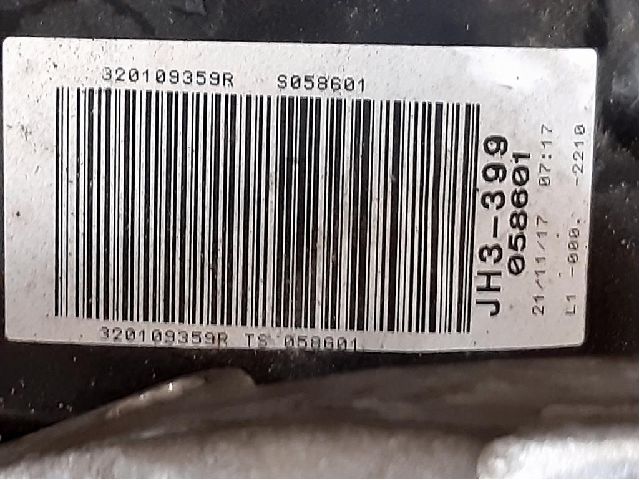 320109359R S058601
320109359R TS 058601
JH3-399
058601
21/11/17 07:17
L1 -000. -2210